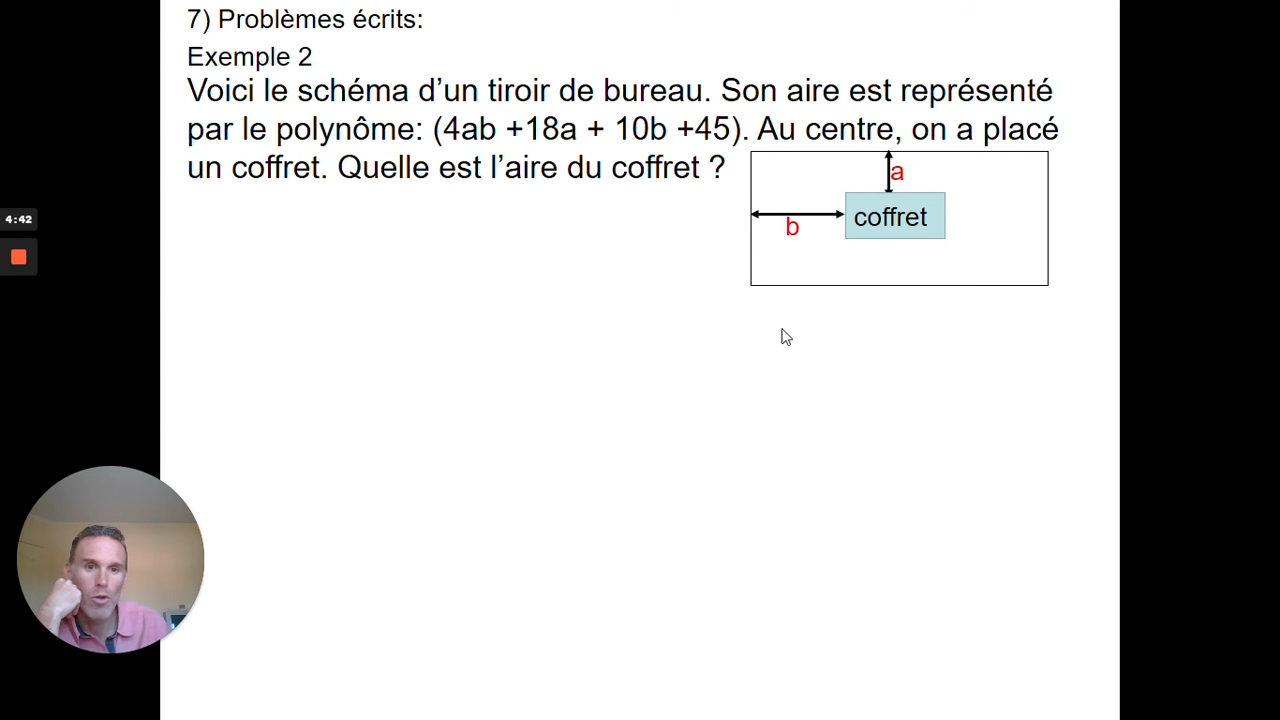 7) Problèmes écrits:
Exemple 2
Voici le schéma d’un tiroir de bureau. Son aire est représenté
par le polynôme: (4ab +18a + 10b +45). Au centre, on a placé
un coffret. Quelle est l’aire du coffret ?
a
4:42
coffret
b